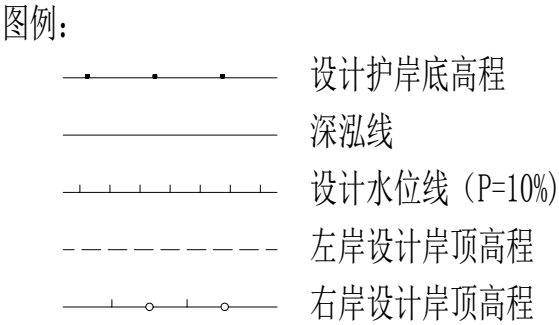 图例：
设计护岸底高程
深泓线
设计水位线（P=10%）
左岸设计岸顶高程
右岸设计岸顶高程